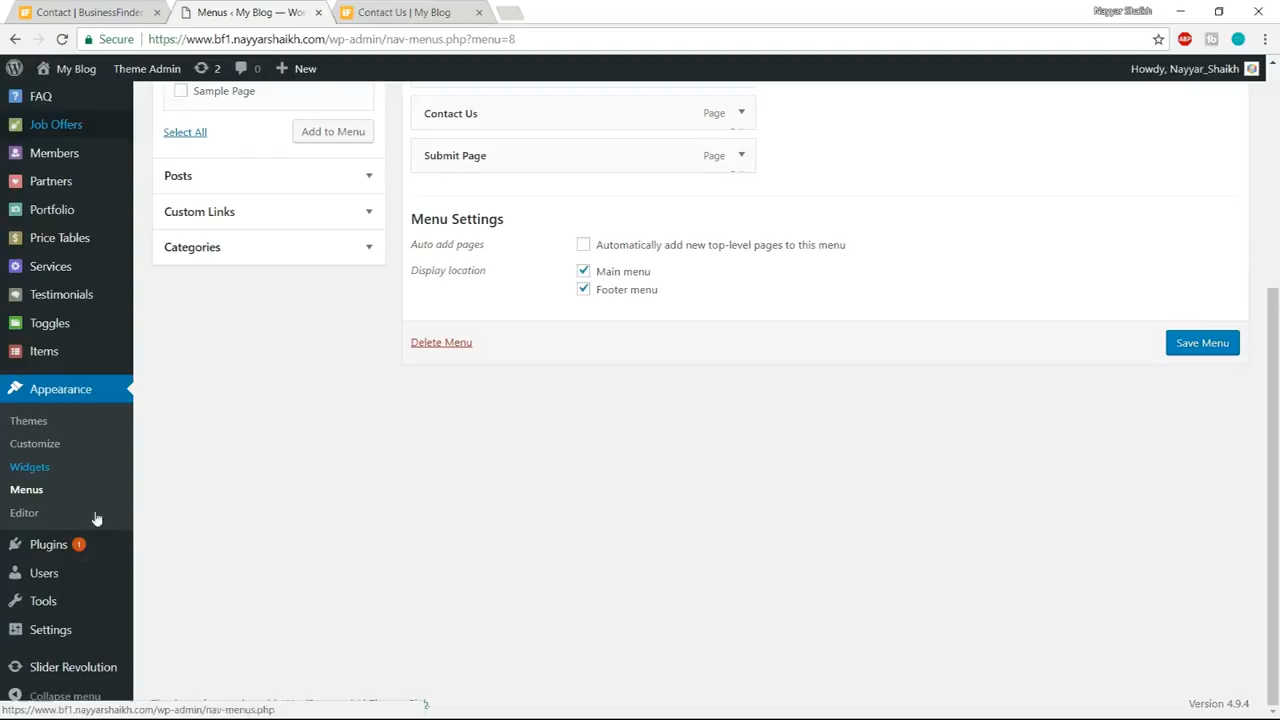 Contact | BusinessFinder
Menus ‹ My Blog — Wor
Contact Us | My Blog
Nayyar Shaikh
Secure
https://www.bf1.nayyarshaikh.com/wp-admin/nav-menus.php?menu=8
ABP
My Blog
Theme Admin
2
0
New
Howdy, Nayyar_Shaikh
FAQ
Job Offers
Members
Partners
Portfolio
Price Tables
Services
Testimonials
Toggles
Items
Appearance
Themes
Customize
Widgets
Menus
Editor
Plugins 1
Users
Tools
Settings
Slider Revolution
Collapse menu
Sample Page
Select All
Add to Menu
Posts
Custom Links
Categories
Contact Us Page
Submit Page Page
Menu Settings
Auto add pages
Automatically add new top-level pages to this menu
Display location
Main menu
Footer menu
Delete Menu
Save Menu
Version 4.9.4
https://www.bf1.nayyarshaikh.com/wp-admin/nav-menus.php